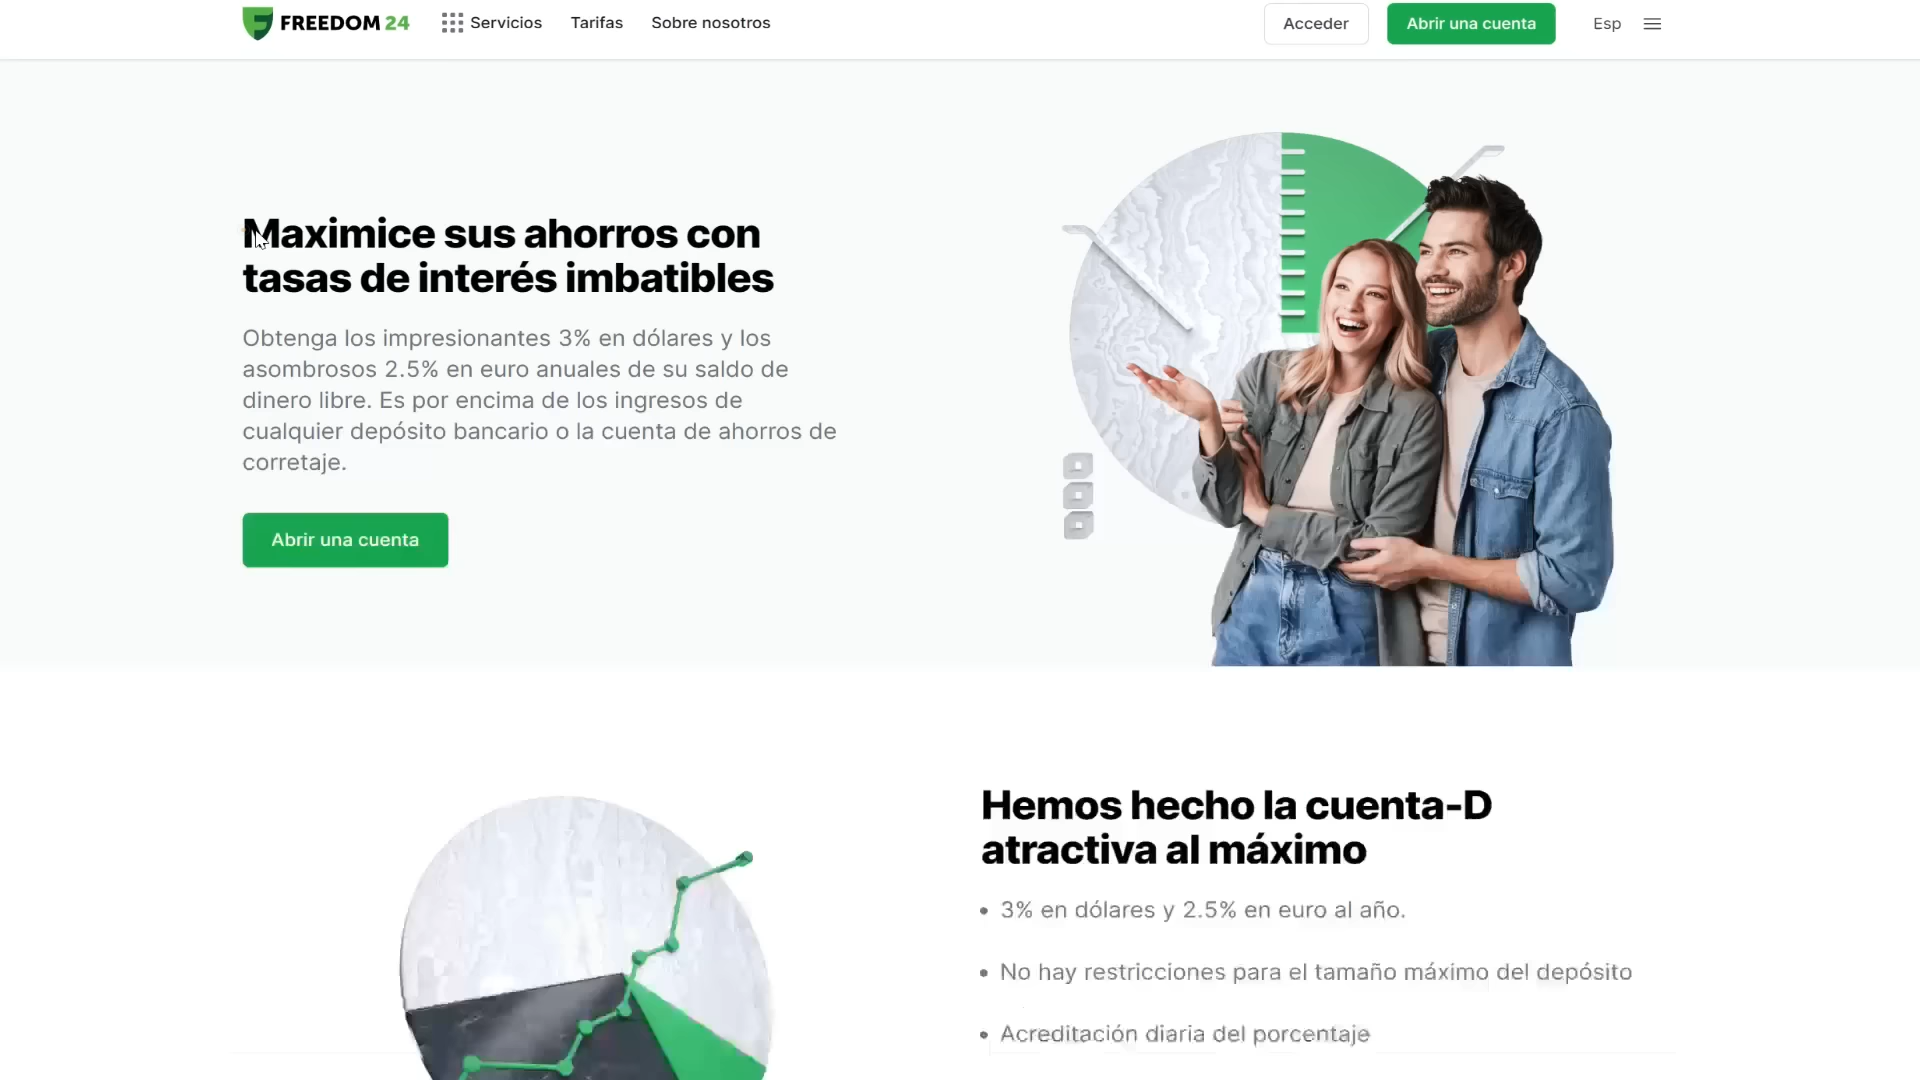 FREEDOM 24
Servicios
Tarifas
Sobre nosotros
Acceder
Abrir una cuenta
Esp
Maximice sus ahorros con
tasas de interés imbatibles
Obtenga los impresionantes 3% en dólares y los
asombrosos 2.5% en euro anuales de su saldo de
dinero libre. Es por encima de los ingresos de
cualquier depósito bancario o la cuenta de ahorros de
corretaje.
Abrir una cuenta
Hemos hecho la cuenta-D
atractiva al máximo
• 3% en dólares y 2.5% en euro al año.
• No hay restricciones para el tamaño máximo del depósito
• Acreditación diaria del porcentaje